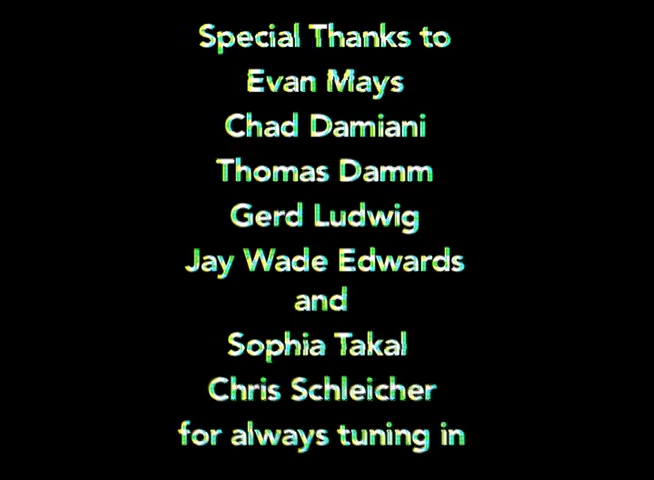 Special Thanks to
Evan Mays
Chad Damiani
Thomas Damm
Gerd Ludwig
Jay Wade Edwards
and
Sophia Takal
Chris Schleicher
for always tuning in